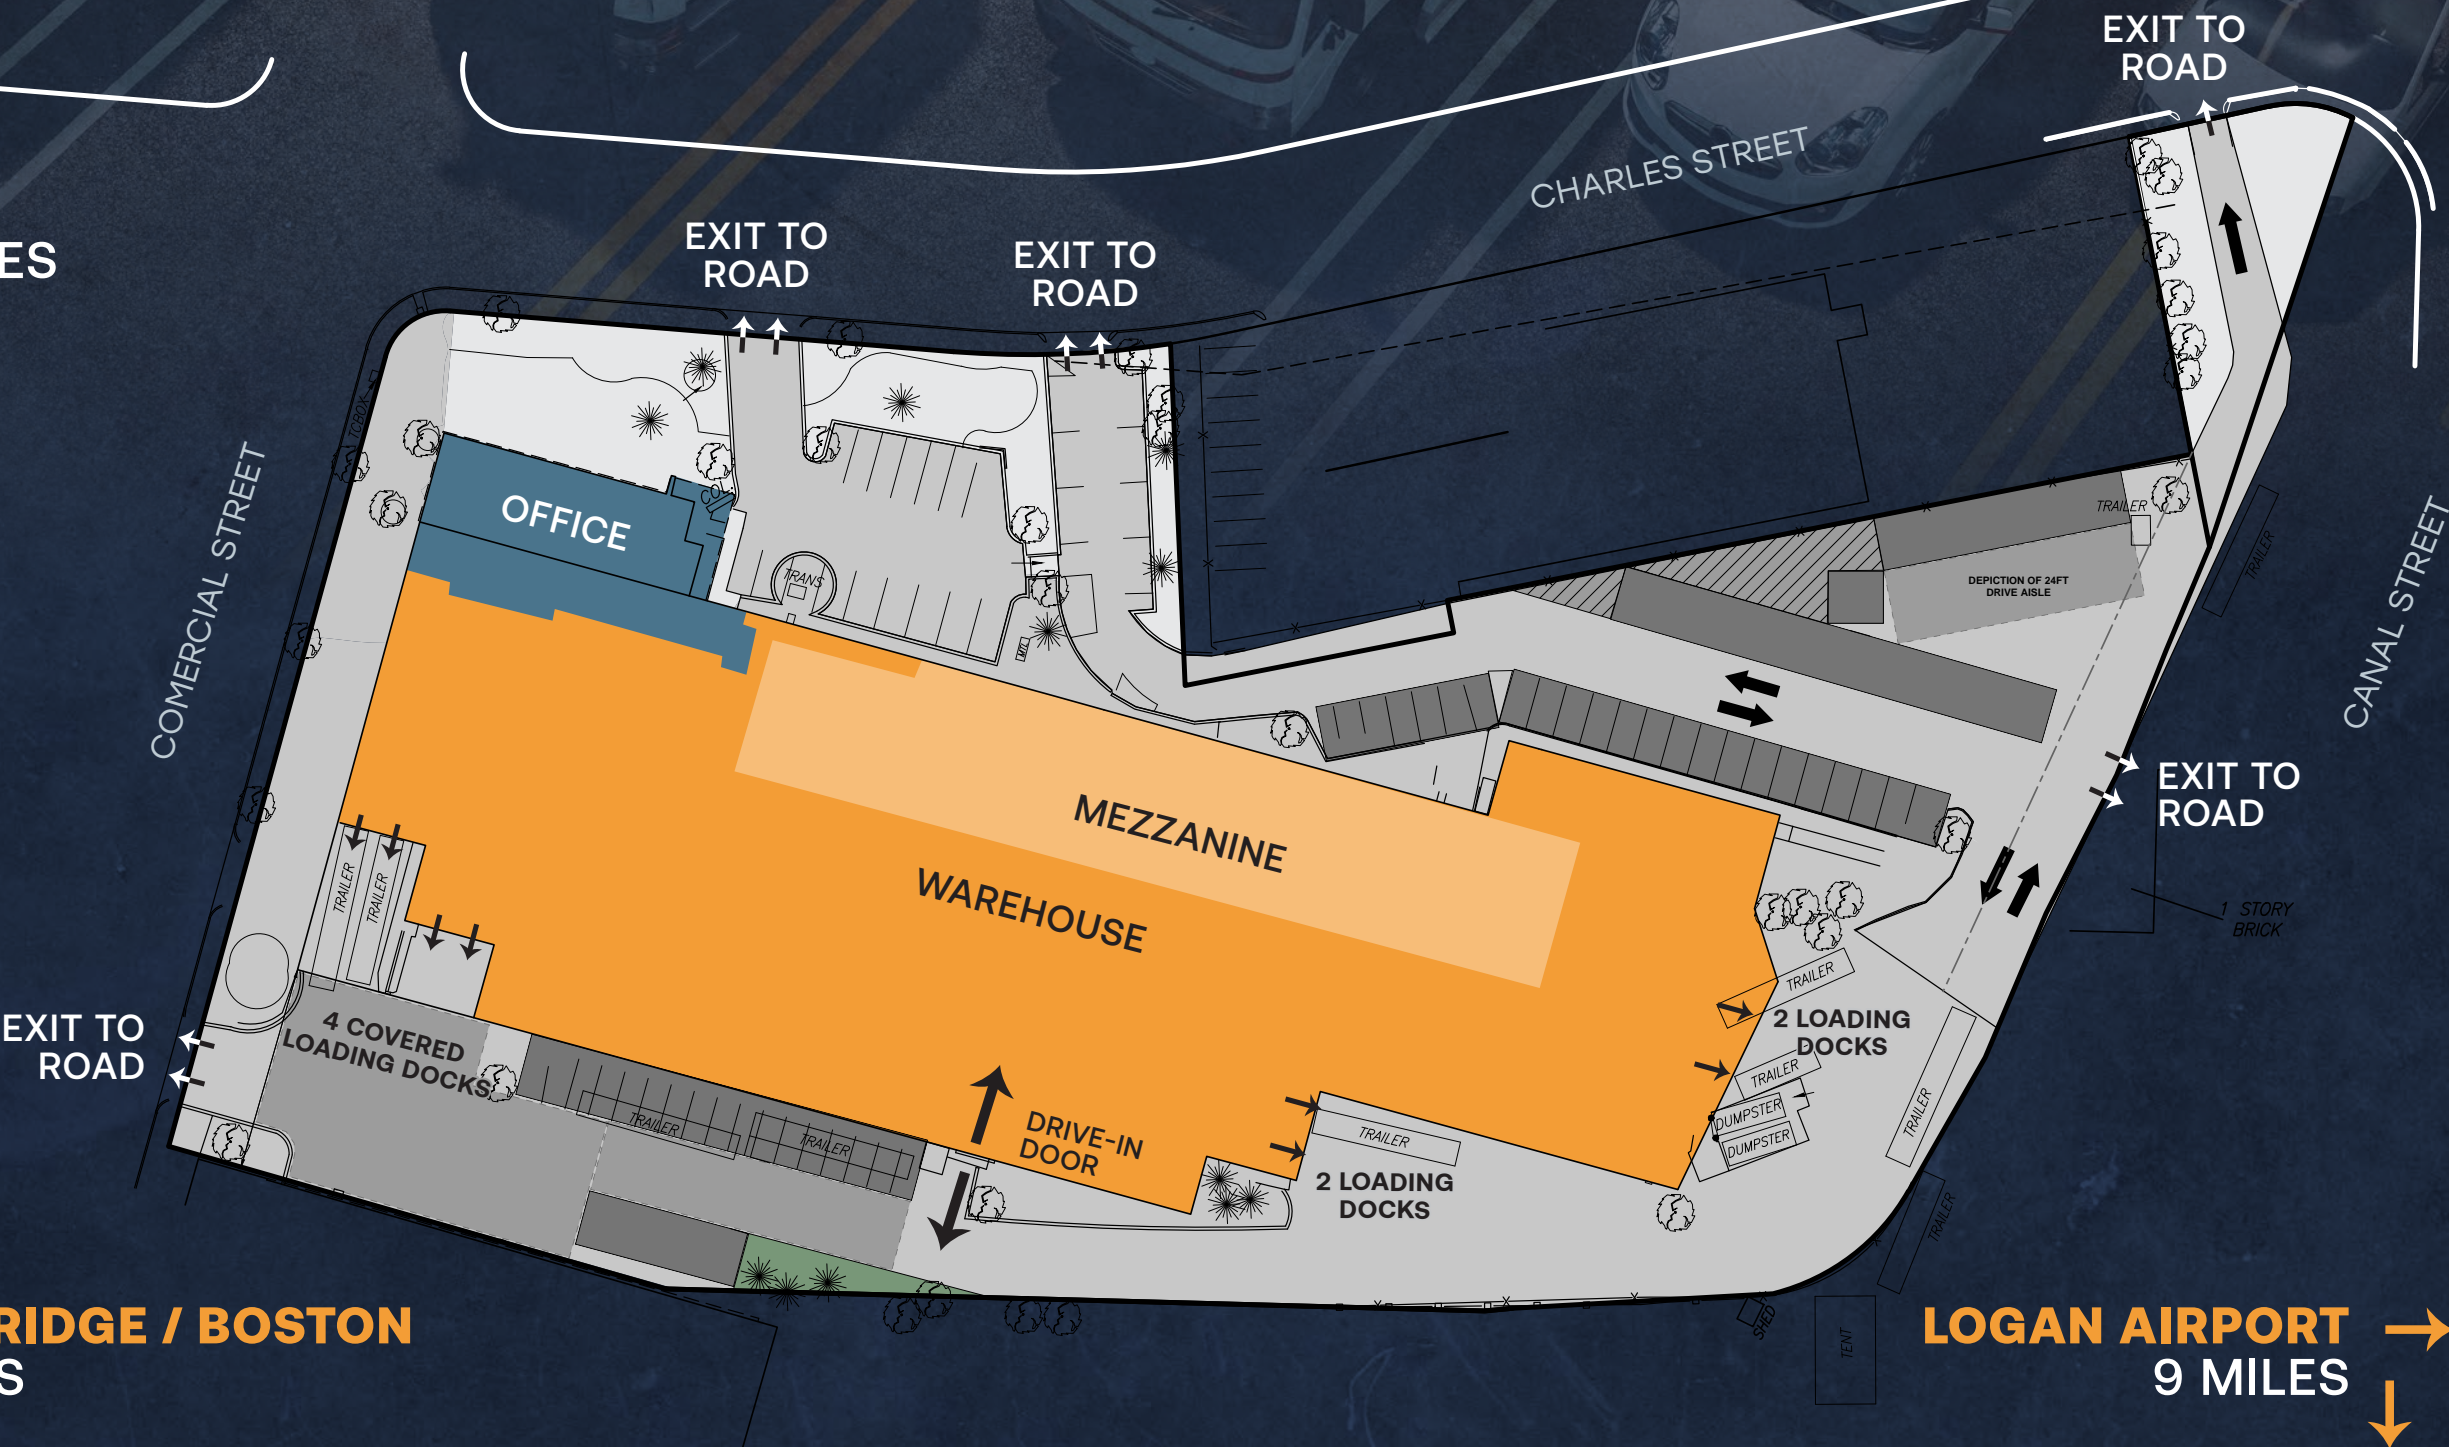 EXIT TO
ROAD
CHARLES STREET
EXIT TO
ROAD
EXIT TO
ROAD
ES
TCBOX
COMERCIAL STREET
OFFICE
TRANS
MTL
TRAILER
TRAILER
DEPICTION OF 24FT
DRIVE AISLE
CANAL STREET
EXIT TO
ROAD
MEZZANINE
WAREHOUSE
TRAILER
TRAILER
1 STORY
BRICK
TRAILER
2 LOADING
DOCKS
EXIT TO
ROAD
4 COVERED
LOADING DOCKS
TRAILER
DUMPSTER
DUMPSTER
TRAILER
TRAILER
TRAILER
DRIVE-IN
DOOR
TRAILER
2 LOADING
DOCKS
TRAILER
SHED
TENT
RIDGE / BOSTON
S
LOGAN AIRPORT
9 MILES